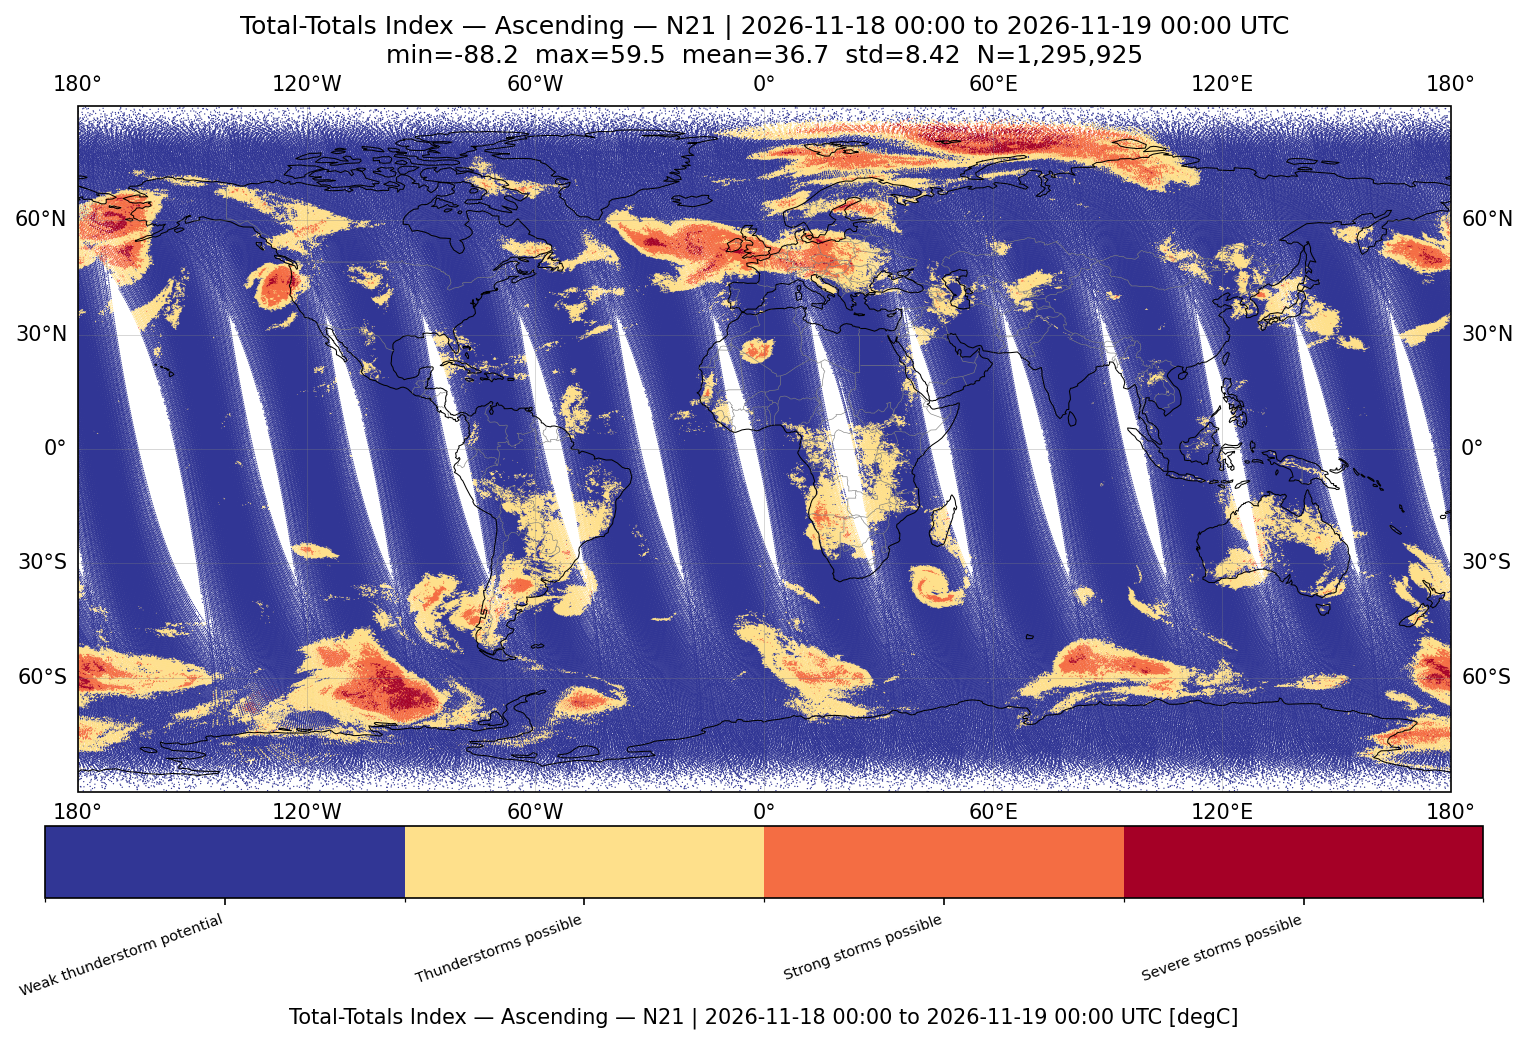 Total-Totals Index — Ascending — N21 | 2026-11-18 00:00 to 2026-11-19 00:00 UTC
min=-88.2 max=59.5 mean=36.7 std=8.42 N=1,295,925
180° 120°W 60°W 0° 60°E 120°E 180°
60°N 60°N
30°N 30°N
0° 0°
30°S 30°S
60°S 60°S
180° 120°W 60°W 0° 60°E 120°E 180°
Weak thunderstorm potential
Thunderstorms possible
Strong storms possible
Severe storms possible
Total-Totals Index — Ascending — N21 | 2026-11-18 00:00 to 2026-11-19 00:00 UTC [degC]